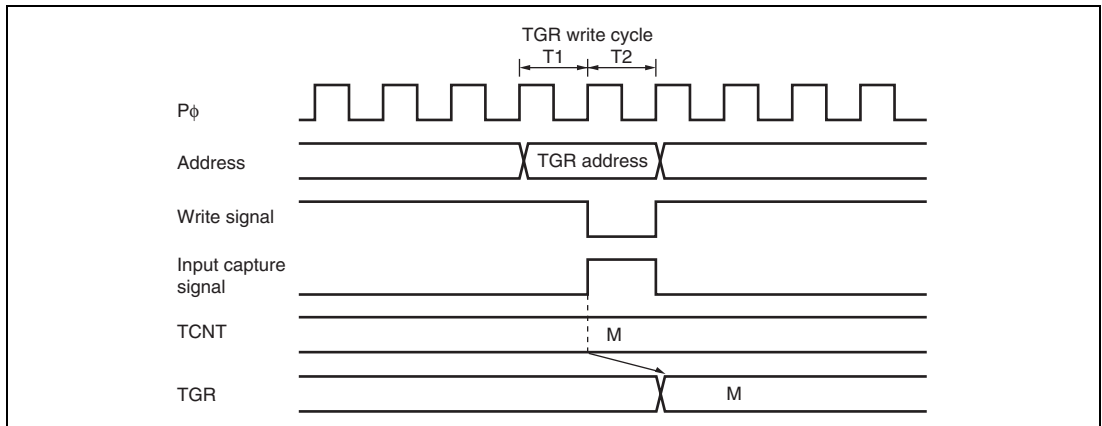 TGR write cycle
T1 T2
Pϕ
Address
TGR address
Write signal
Input capture
signal
TCNT
M
TGR
M